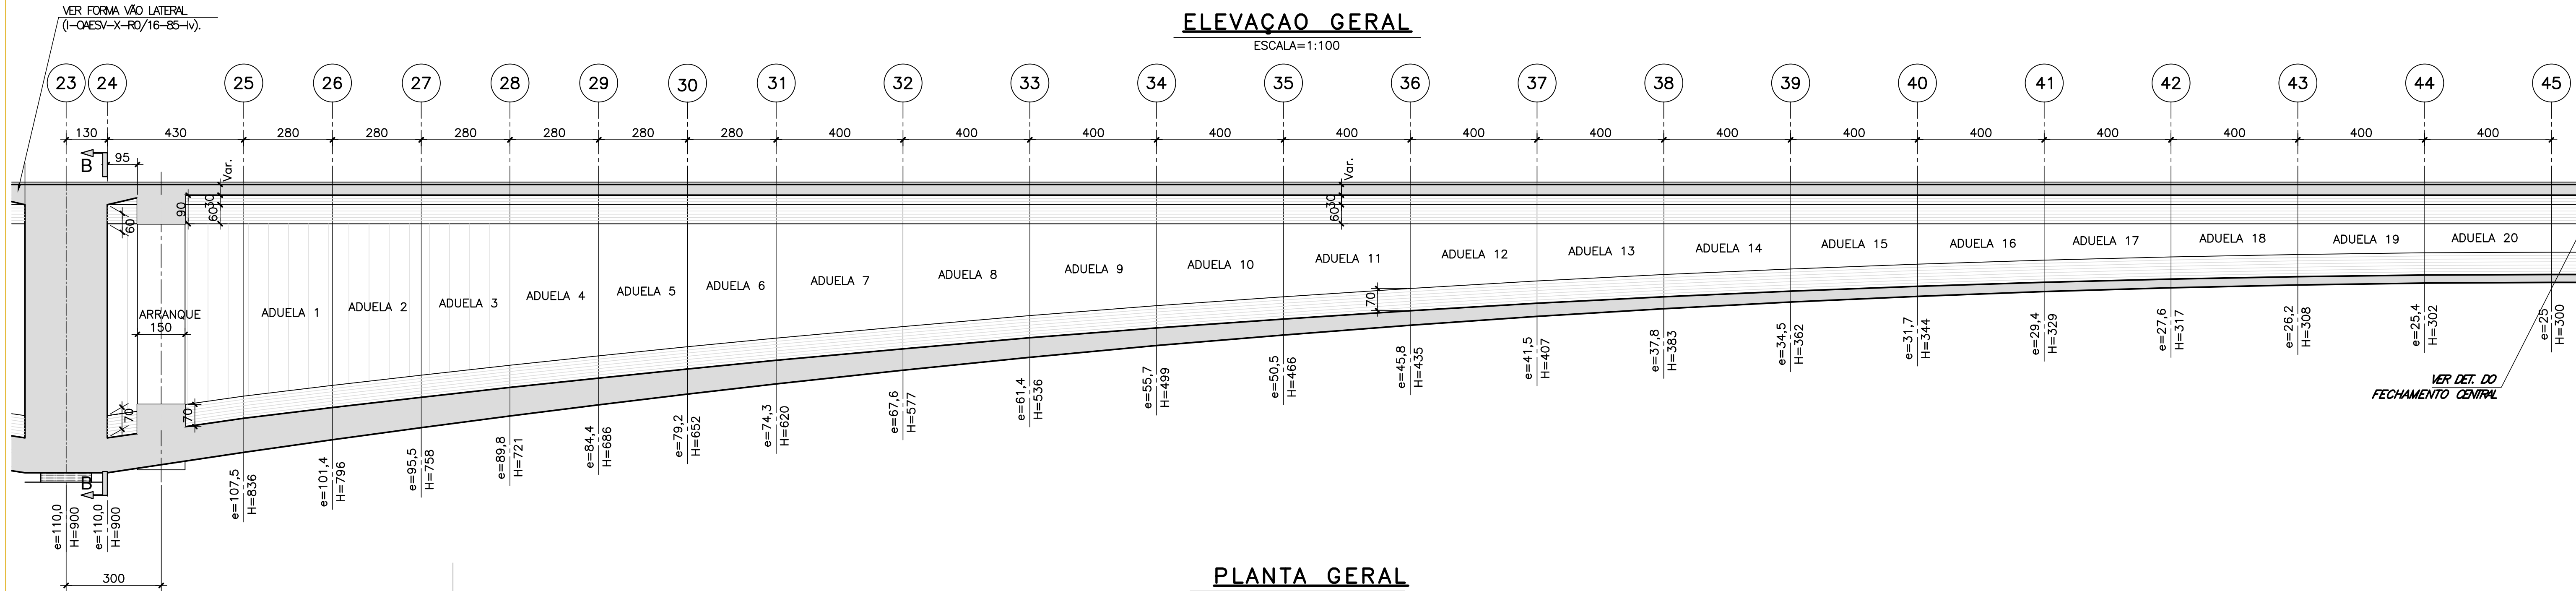 VER FORMA VÃO LATERAL
(I-OAESV-X-R0/16-85-Iv).
ELEVAÇAO GERAL
ESCALA=1:100
23 24 25 26 27 28 29 30 31 32 33 34 35 36 37 38 39 40 41 42 43 44 45
130 430 280 280 280 280 280 280 400 400 400 400 400 400 400 400 400 400 400 400 400 400
95
B
Var.
Var.
90
30
60
60
30
60
ADUELA 1
ADUELA 2
ADUELA 3
ADUELA 4
ADUELA 5
ADUELA 6
ADUELA 7
ADUELA 8
ADUELA 9
ADUELA 10
ADUELA 11
ADUELA 12
ADUELA 13
ADUELA 14
ADUELA 15
ADUELA 16
ADUELA 17
ADUELA 18
ADUELA 19
ADUELA 20
ARRANQUE
150
70
70
70
B
e=110,0
H=900
e=110,0
H=900
e=107,5
H=836
e=101,4
H=796
e=95,5
H=758
e=89,8
H=721
e=84,4
H=686
e=79,2
H=652
e=74,3
H=620
e=67,6
H=577
e=61,4
H=536
e=55,7
H=499
e=50,5
H=466
e=45,8
H=435
e=41,5
H=407
e=37,8
H=383
e=34,5
H=362
e=31,7
H=344
e=29,4
H=329
e=27,6
H=317
e=26,2
H=308
e=25,4
H=302
e=25
H=300
VER DET. DO
FECHAMENTO CENTRAL
300
PLANTA GERAL